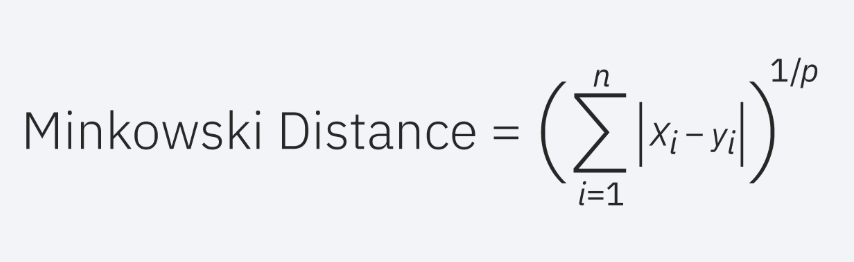 Minkowski Distance = ( ∑ᵢ₌₁ⁿ |xᵢ − yᵢ| )^1/p